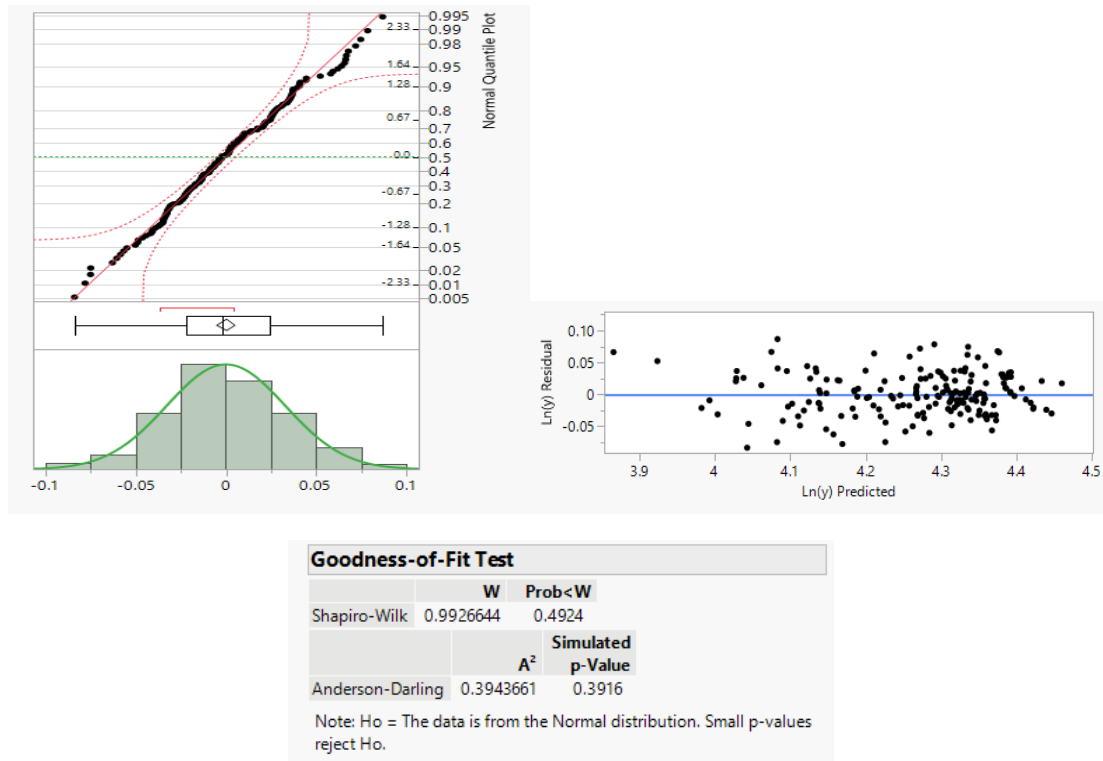 2.33
1.64
1.28
0.67
0.0
-0.67
-1.28
-1.64
-2.33
0.995
0.99
0.98
0.95
0.9
0.8
0.7
0.6
0.5
0.4
0.3
0.2
0.1
0.05
0.02
0.01
0.005
Normal Quantile Plot
-0.1 -0.05 0 0.05 0.1
Ln(y) Residual
0.10
0.05
0
-0.05
3.9 4 4.1 4.2 4.3 4.4 4.5
Ln(y) Predicted
Goodness-of-Fit Test
W Prob<W
Shapiro-Wilk 0.9926644 0.4924
Simulated
A² p-Value
Anderson-Darling 0.3943661 0.3916
Note: Ho = The data is from the Normal distribution. Small p-values
reject Ho.